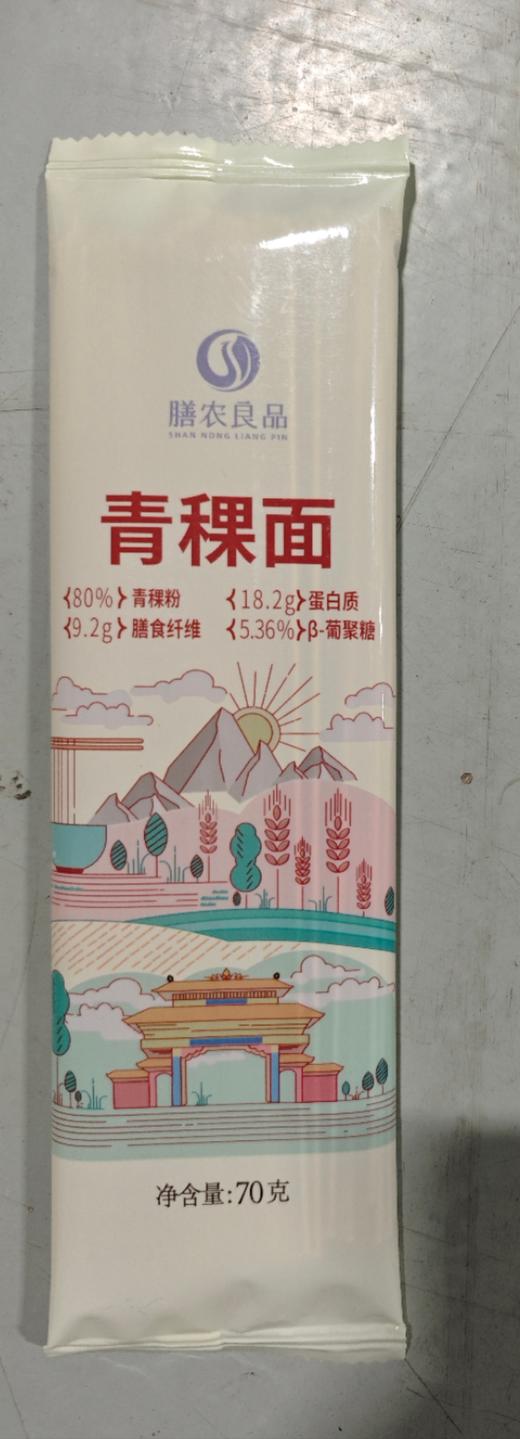 膳农良品
SHAN NONG LIANG PIN
青稞面
80% 青稞粉 18.2g 蛋白质
9.2g 膳食纤维 5.36% β-葡聚糖
净含量:70克